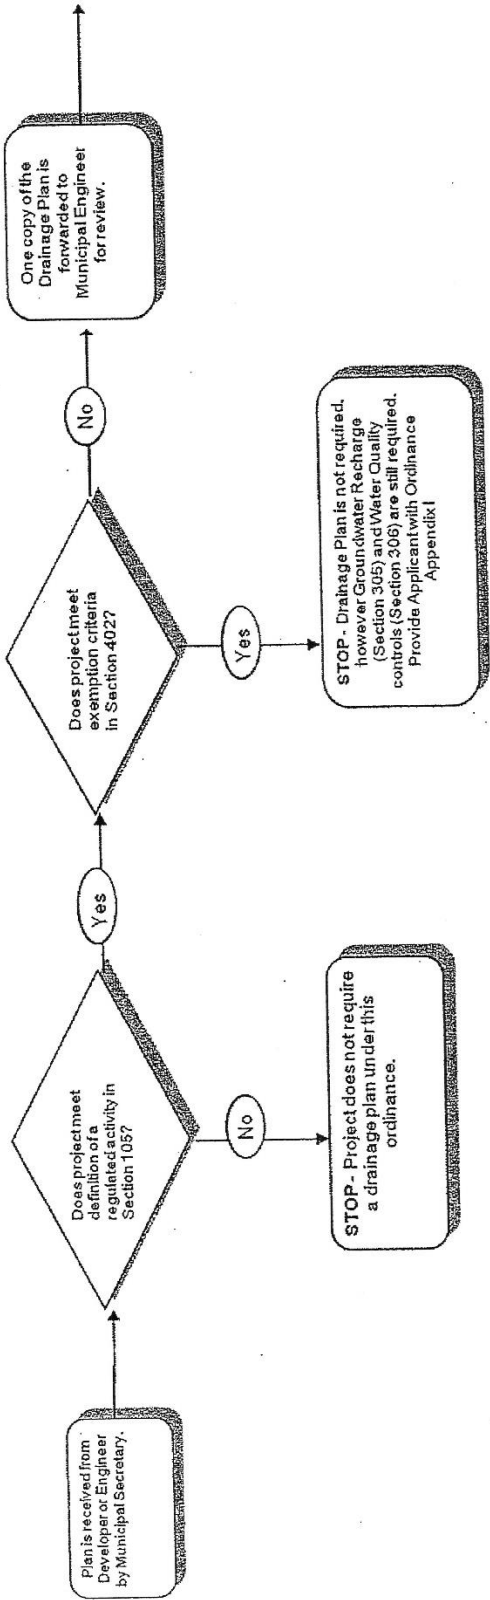 Plan is received from
Developer or Engineer
by Municipal Secretary.
Does project meet
definition of a
regulated activity in
Section 105?
No
STOP - Project does not require
a drainage plan under this
ordinance.
Yes
Does project meet
exemption criteria
in Section 402?
Yes
STOP - Drainage Plan is not required,
however Groundwater Recharge
(Section 305) and Water Quality
controls (Section 306) are still required.
Provide Applicant with Ordinance
Appendix I
No
One copy of the
Drainage Plan is
forwarded to
Municipal Engineer
for review.